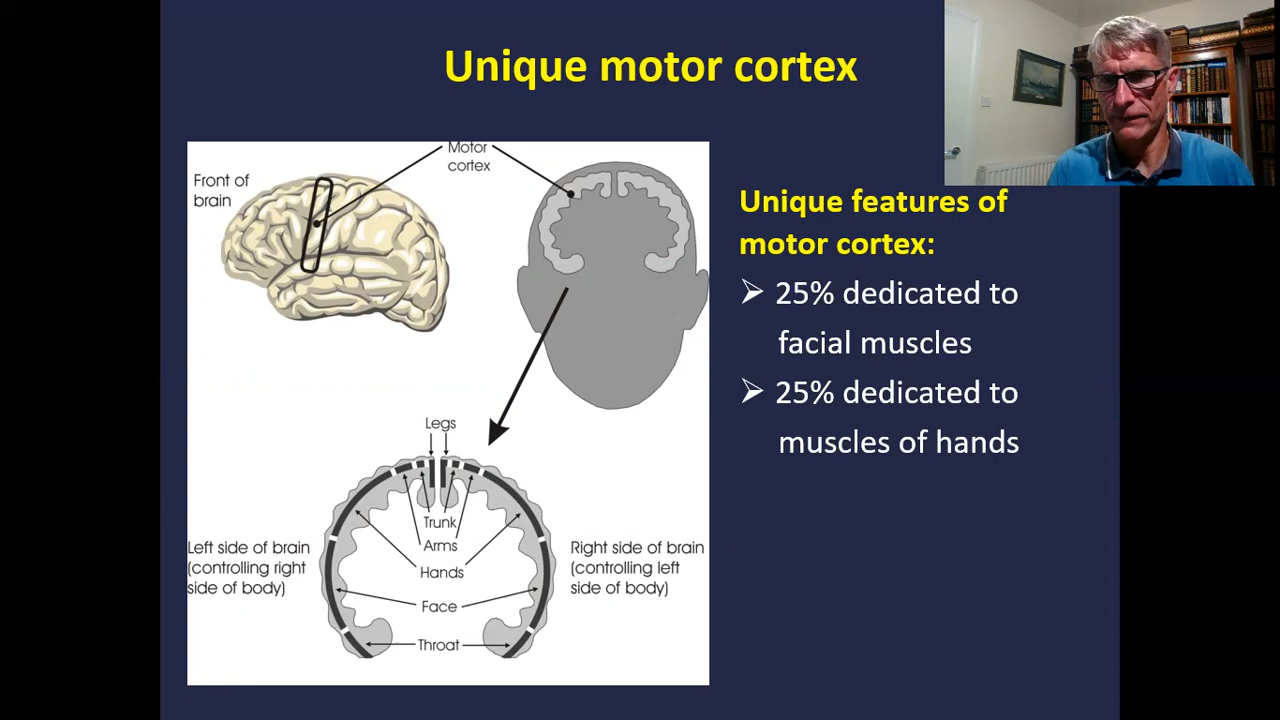 Unique motor cortex
Motor
cortex
Front of
brain
Unique features of
motor cortex:
➢ 25% dedicated to
facial muscles
➢ 25% dedicated to
muscles of hands
Legs
Trunk
Arms
Hands
Face
Throat
Left side of brain
(controlling right
side of body)
Right side of brain
(controlling left
side of body)